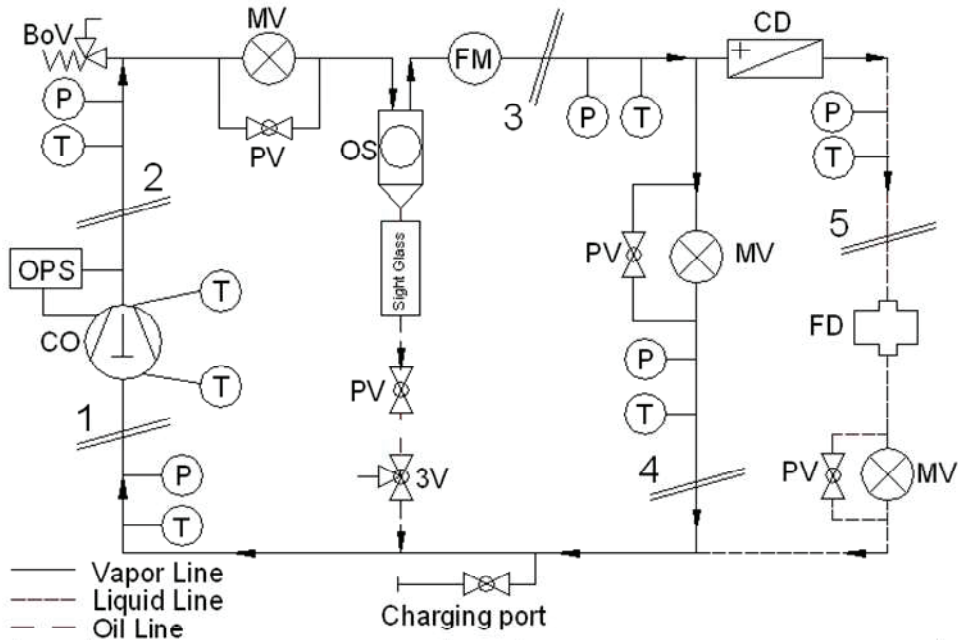 BoV
MV
CD
P
FM
3
P
T
P
T
PV
OS
T
2
5
OPS
Sight Glass
PV
MV
T
CO
FD
P
T
PV
T
1
4
3V
PV
MV
P
T
Vapor Line
Liquid Line
Charging port
Oil Line